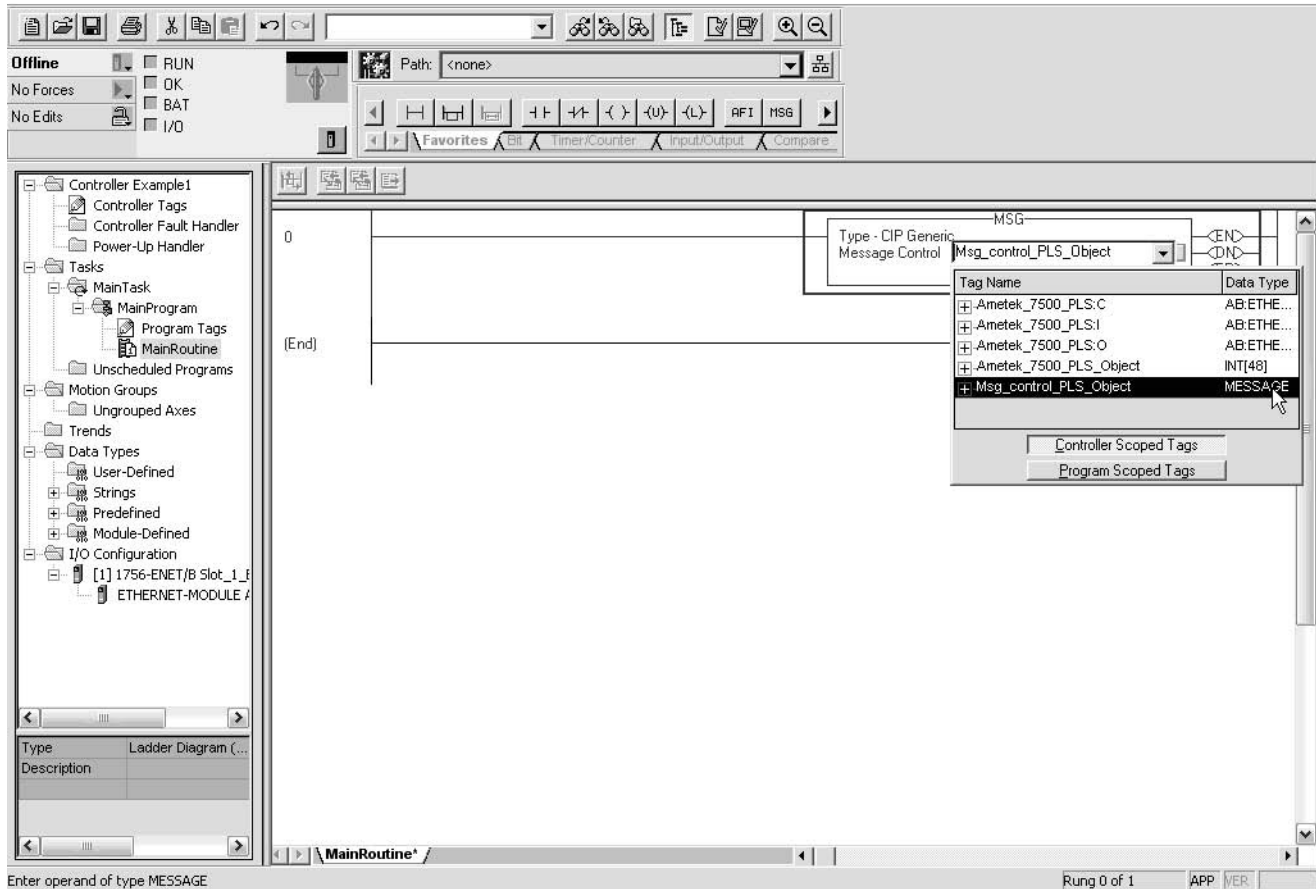 Offline
RUN
No Forces
OK
No Edits
BAT
I/O
Path: <none>
AFI
MSG
Favorites
Bit
Timer/Counter
Input/Output
Compare
Controller Example1
Controller Tags
Controller Fault Handler
Power-Up Handler
Tasks
MainTask
MainProgram
Program Tags
MainRoutine
Unscheduled Programs
Motion Groups
Ungrouped Axes
Trends
Data Types
User-Defined
Strings
Predefined
Module-Defined
I/O Configuration
[1] 1756-ENET/B Slot_1_E
ETHERNET-MODULE A
Type Ladder Diagram (...
Description
0
MSG
Type - CIP Generic
Message Control Msg_control_PLS_Object
EN
DN
Tag Name Data Type
Ametek_7500_PLS:C AB:ETHE...
Ametek_7500_PLS:I AB:ETHE...
Ametek_7500_PLS:O AB:ETHE...
Ametek_7500_PLS_Object INT[48]
Msg_control_PLS_Object MESSAGE
Controller Scoped Tags
Program Scoped Tags
(End)
MainRoutine*
Enter operand of type MESSAGE
Rung 0 of 1
APP
VER